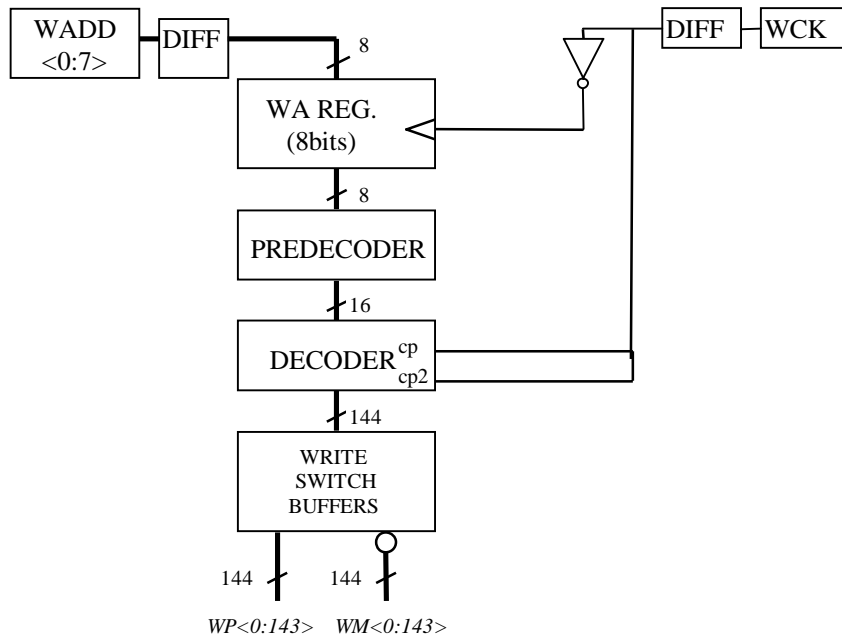 WADD
<0:7>
DIFF
8
DIFF
WCK
WA REG.
(8bits)
8
PREDECODER
16
DECODER
cp
cp2
144
WRITE
SWITCH
BUFFERS
144
144
WP<0:143>
WM<0:143>